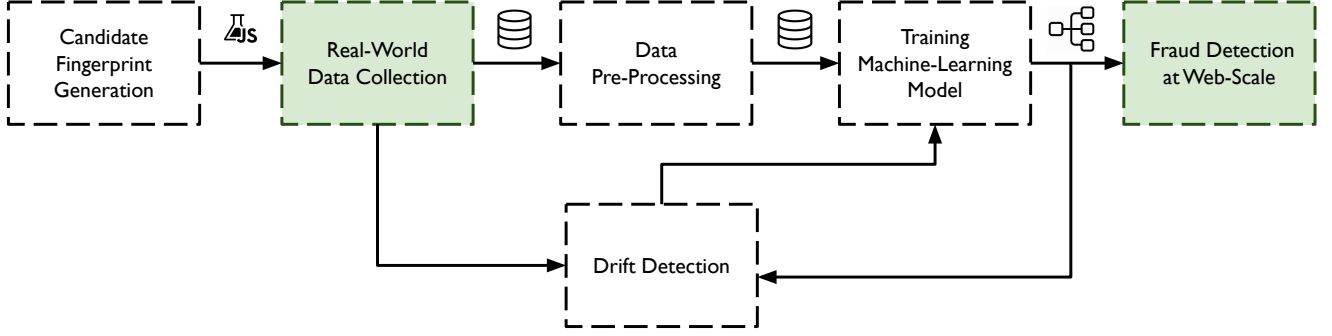 Candidate
Fingerprint
Generation
JS
Real-World
Data Collection
Data
Pre-Processing
Training
Machine-Learning
Model
Fraud Detection
at Web-Scale
Drift Detection